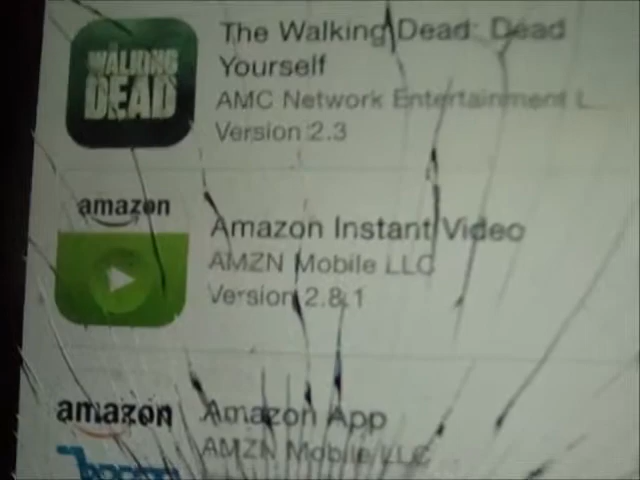 The Walking Dead: Dead
Yourself
AMC Network Entertainment L...
Version 2.3
WALKING
DEAD
amazon
Amazon Instant Video
AMZN Mobile LLC
Version 2.8.1
amazon
Amazon App
AMZN Mobile LLC